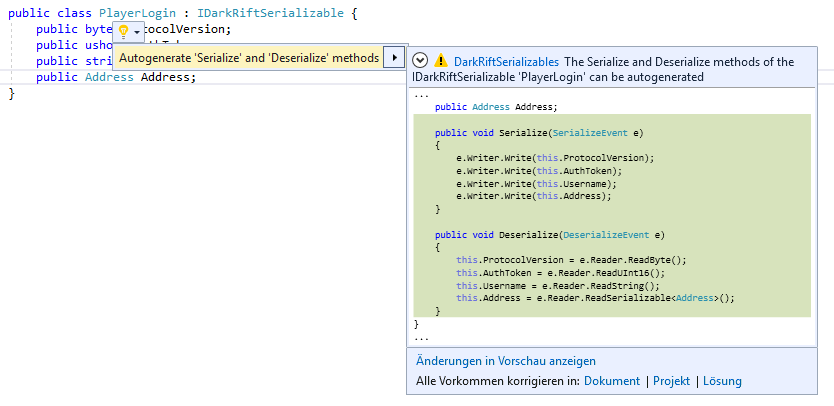 public class PlayerLogin : IDarkRiftSerializable {
public byte ocolVersion;
public usho
public stri
public Address Address;
}
Autogenerate 'Serialize' and 'Deserialize' methods
DarkRiftSerializables The Serialize and Deserialize methods of the
IDarkRiftSerializable 'PlayerLogin' can be autogenerated
...
public Address Address;
public void Serialize(SerializeEvent e)
{
e.Writer.Write(this.ProtocolVersion);
e.Writer.Write(this.AuthToken);
e.Writer.Write(this.Username);
e.Writer.Write(this.Address);
}
public void Deserialize(DeserializeEvent e)
{
this.ProtocolVersion = e.Reader.ReadByte();
this.AuthToken = e.Reader.ReadUInt16();
this.Username = e.Reader.ReadString();
this.Address = e.Reader.ReadSerializable<Address>();
}
}
...
Änderungen in Vorschau anzeigen
Alle Vorkommen korrigieren in: Dokument | Projekt | Lösung